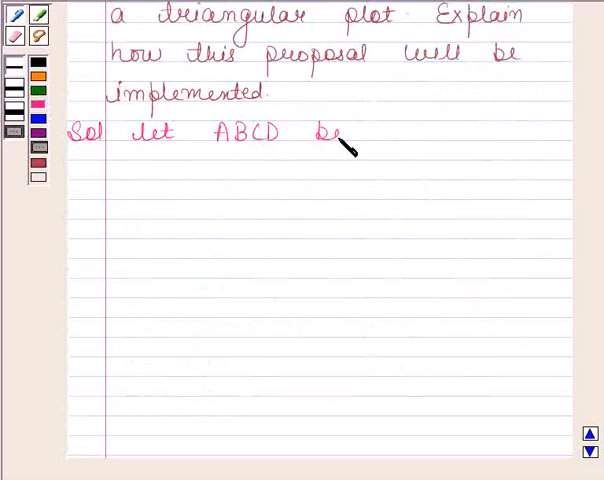 a triangular plot. Explain
how this proposal will be
implemented.
Sol let ABCD be